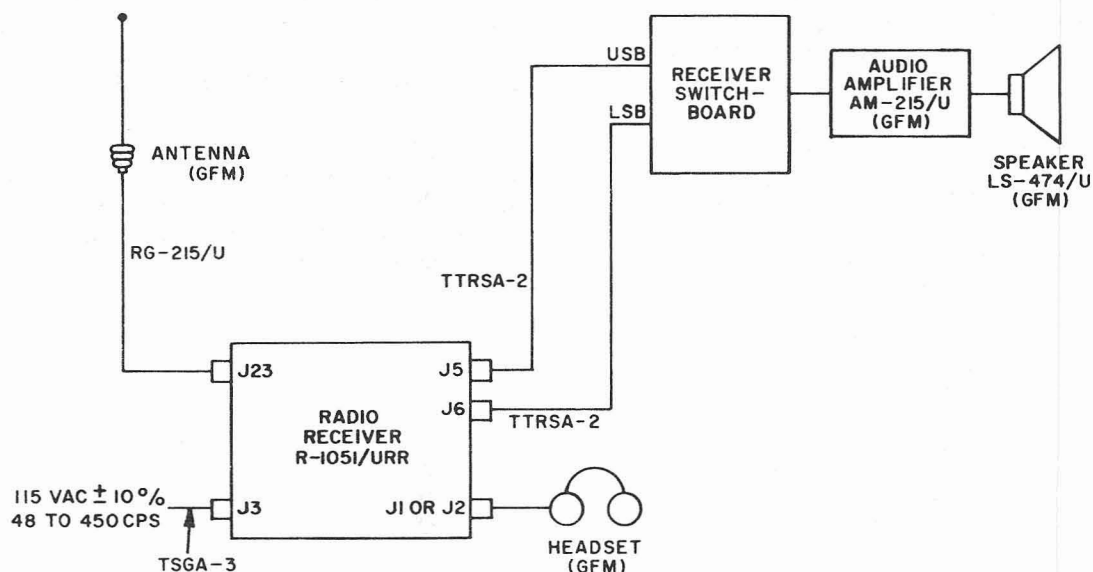 USB
LSB
RECEIVER
SWITCH-
BOARD
AUDIO
AMPLIFIER
AM-215/U
(GFM)
SPEAKER
LS-474/U
(GFM)
ANTENNA
(GFM)
RG-215/U
TTRSA-2
J23
J5
J6
TTRSA-2
RADIO
RECEIVER
R-1051/URR
115 VAC ± 10%
48 TO 450 CPS
J3
J1 OR J2
TSGA-3
HEADSET
(GFM)